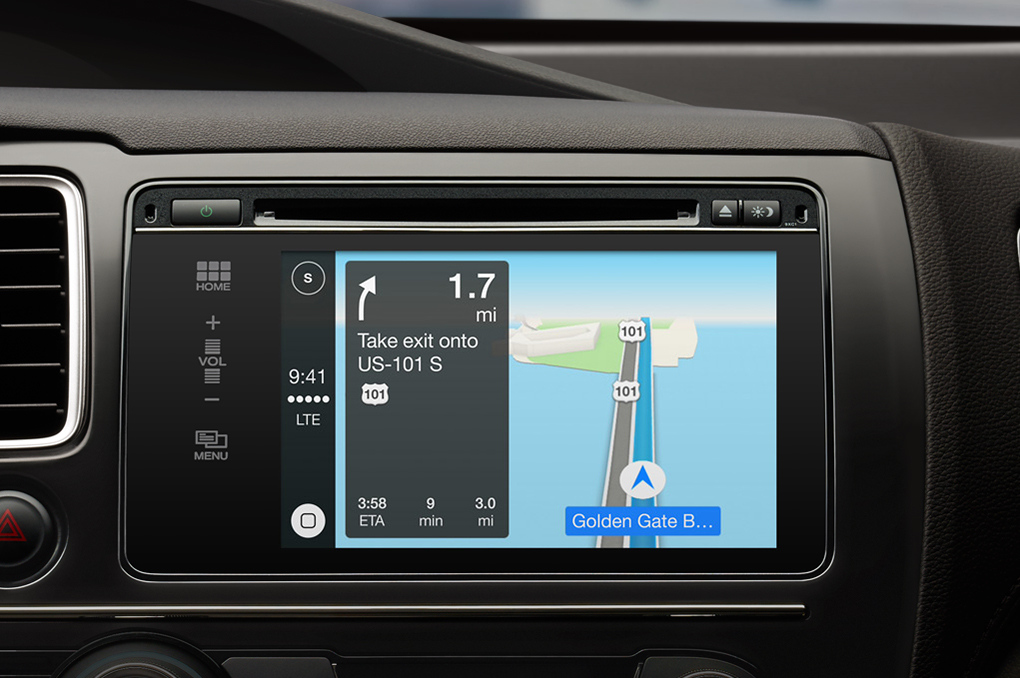 HOME
+
VOL
−
MENU
S
9:41
LTE
1.7
mi
Take exit onto
US-101 S
101
3:58 9 3.0
ETA min mi
101
101
Golden Gate B...